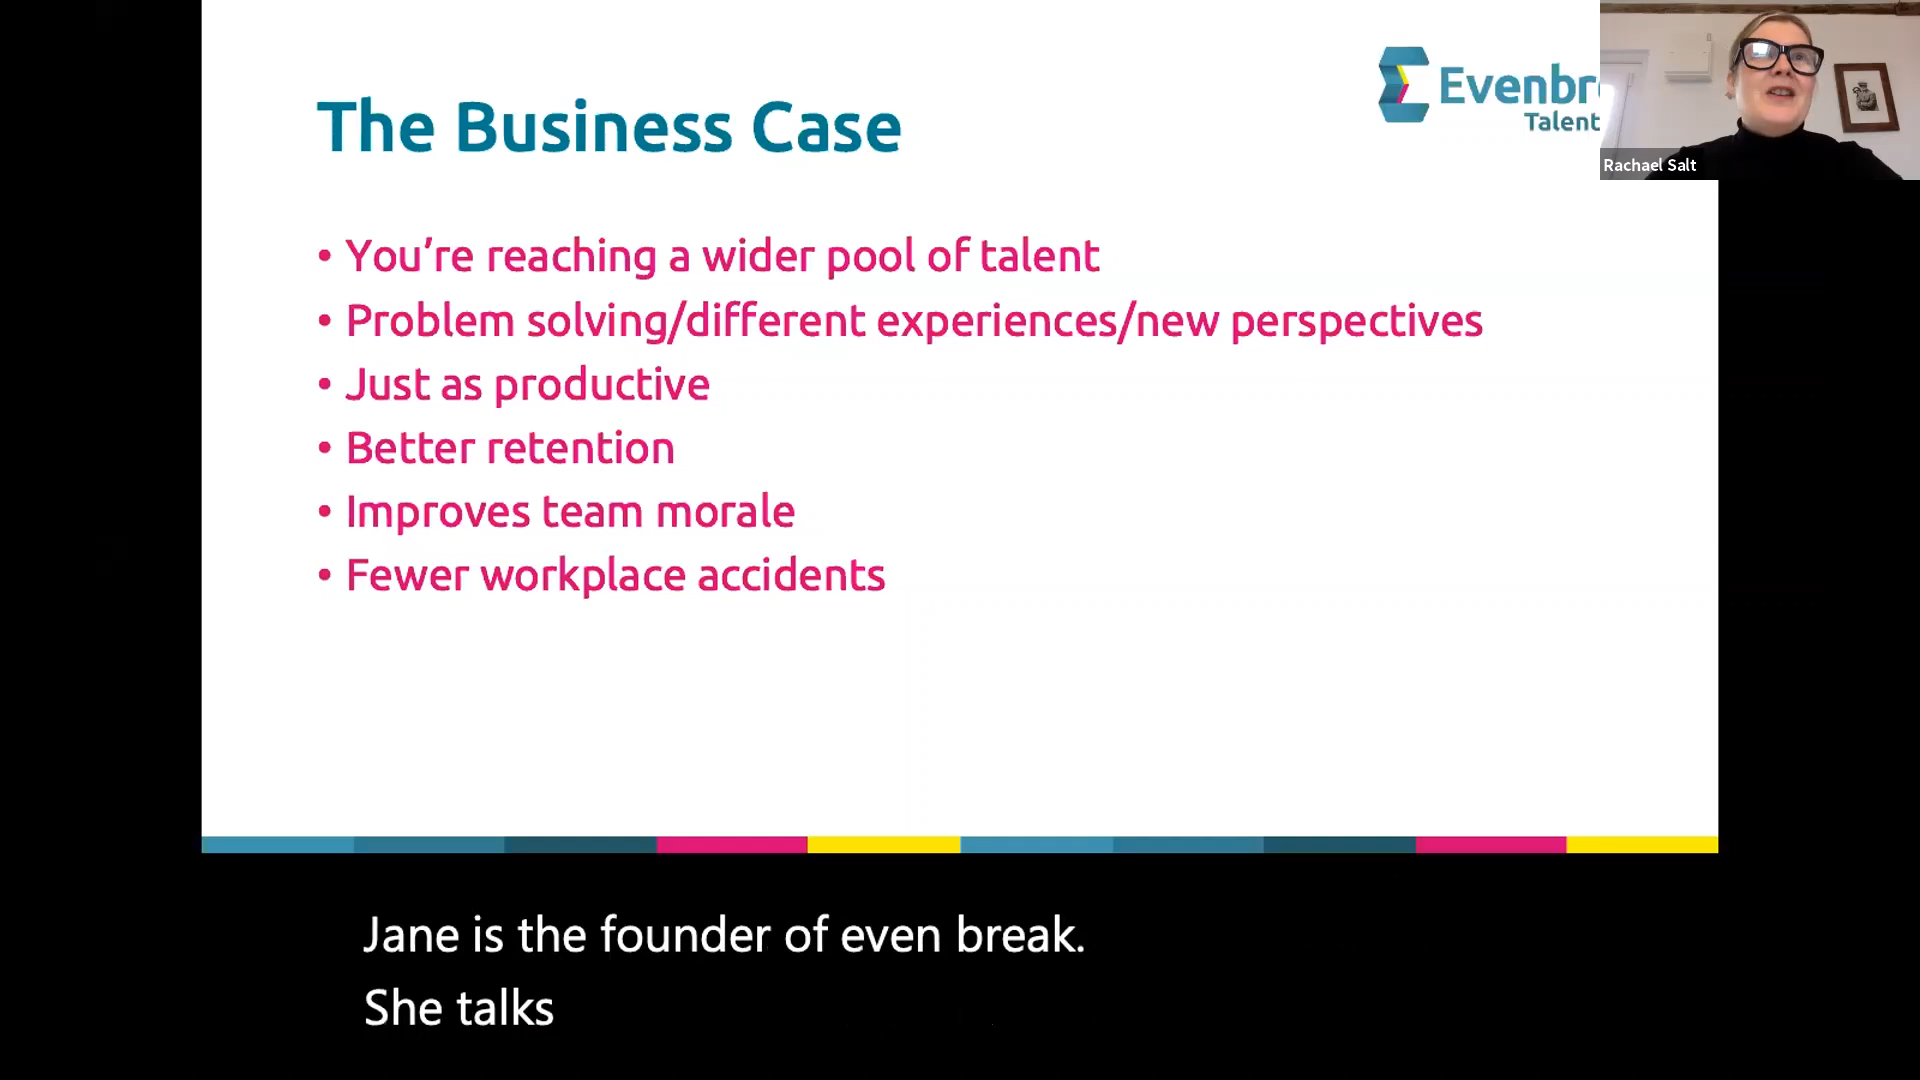 The Business Case
Evenbr
Talent
Rachael Salt
• You’re reaching a wider pool of talent
• Problem solving/different experiences/new perspectives
• Just as productive
• Better retention
• Improves team morale
• Fewer workplace accidents
Jane is the founder of even break.
She talks